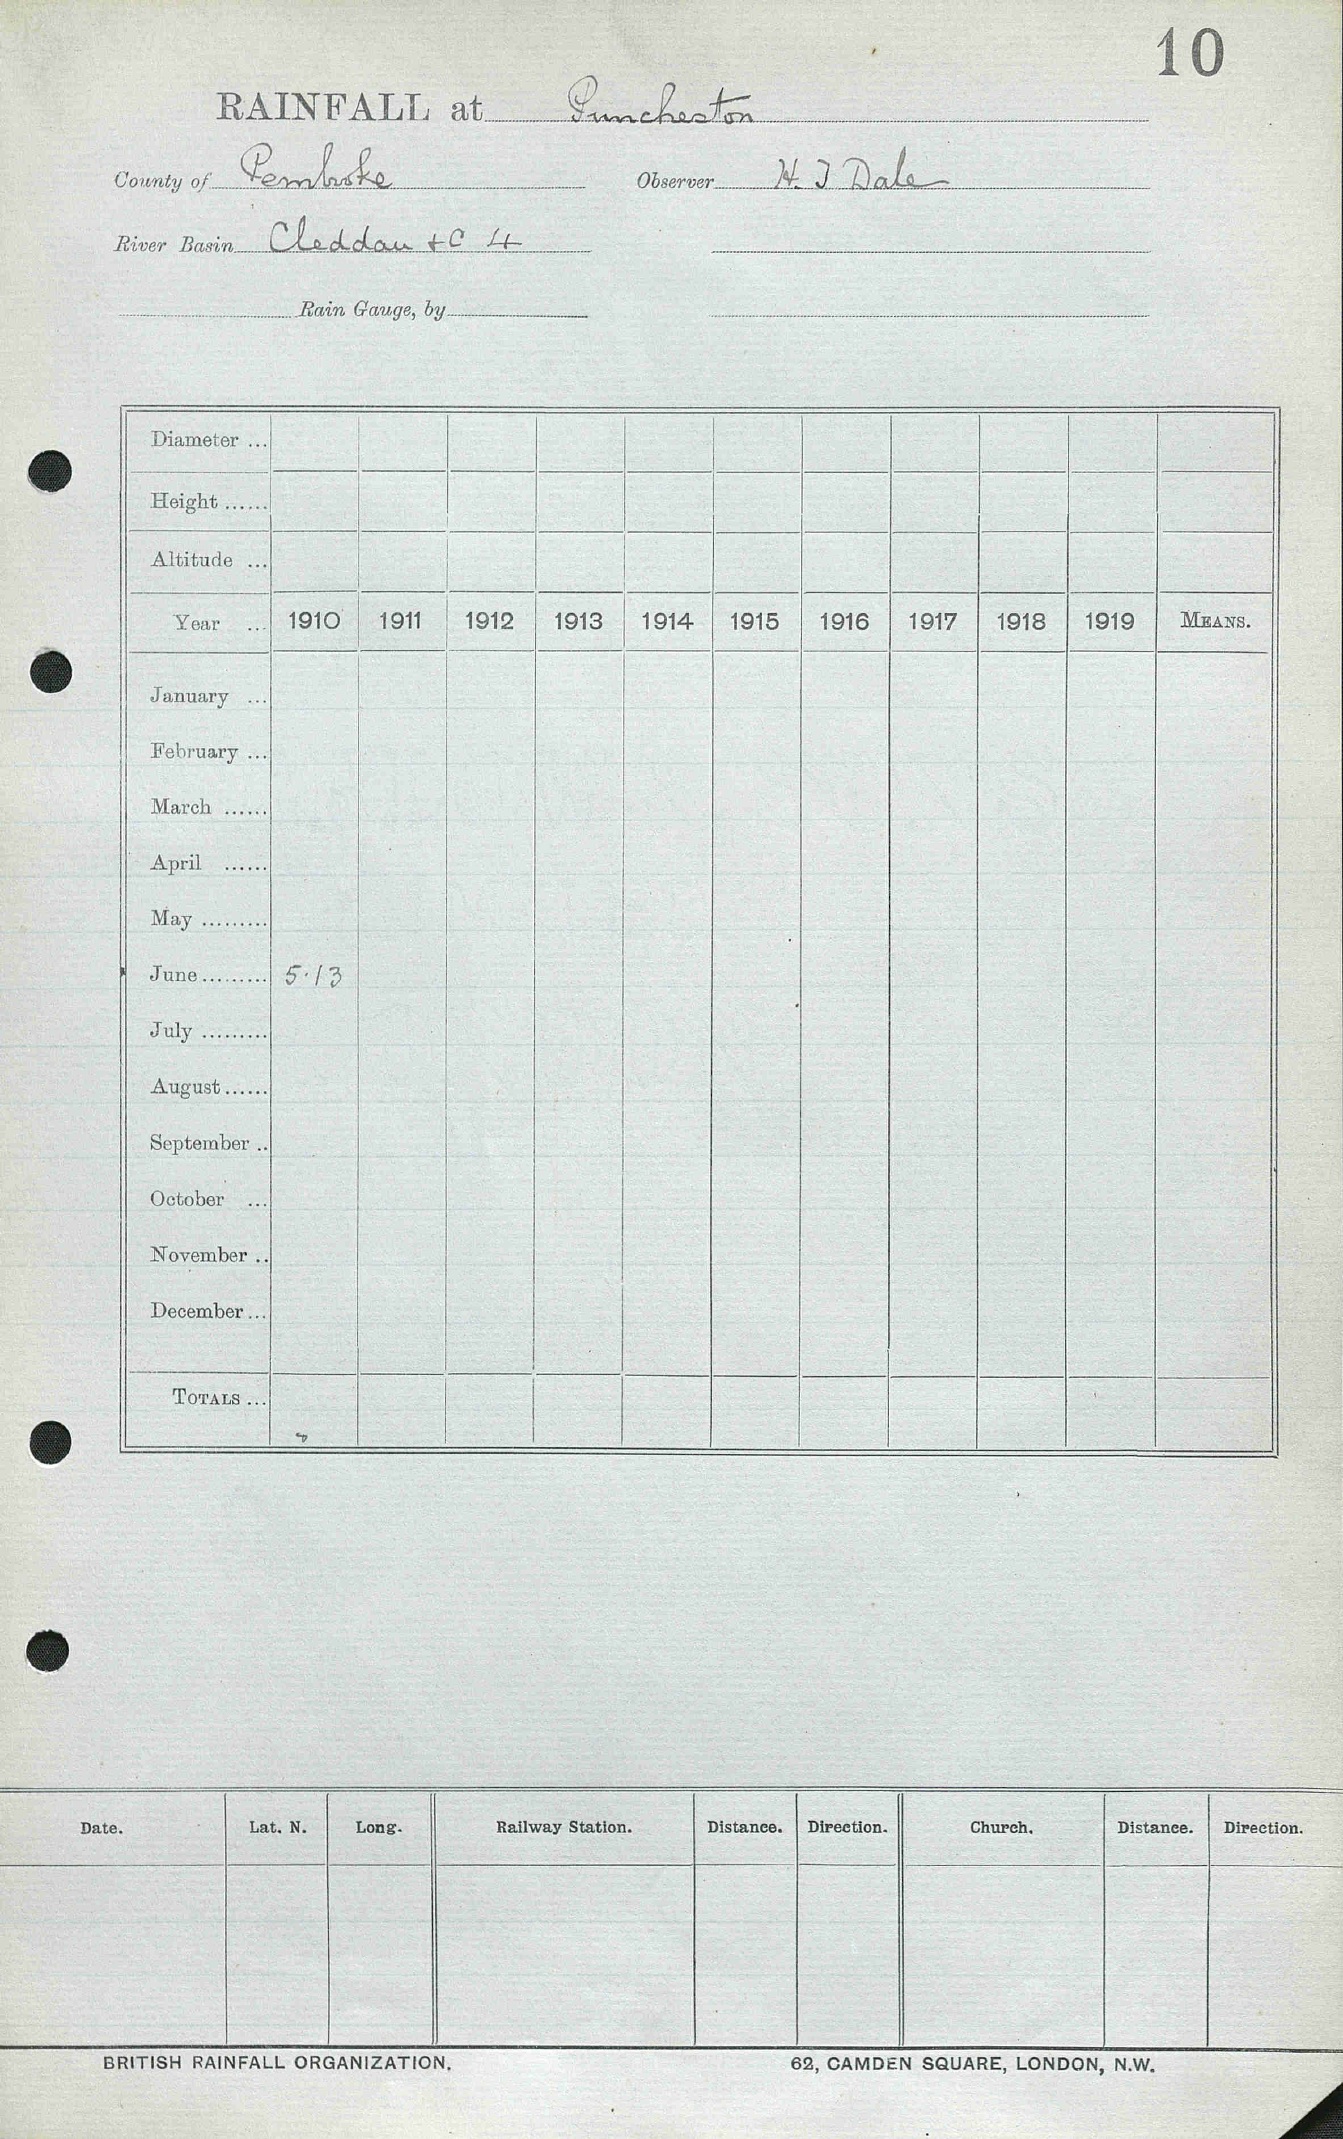 10
RAINFALL at Puncheston
County of Pembroke Observer H. J Dale
River Basin Cleddau + C 4
Rain Gauge, by
Diameter ...
Height ......
Altitude ...
Year ... 1910 1911 1912 1913 1914 1915 1916 1917 1918 1919 MEANS.
January ...
February ...
March ......
April ......
May .........
June ......... 5.13
July .........
August ......
September ..
October ...
November ..
December ...
TOTALS ...
Date. Lat. N. Long. Railway Station. Distance. Direction. Church. Distance. Direction.
BRITISH RAINFALL ORGANIZATION. 62, CAMDEN SQUARE, LONDON, N.W.